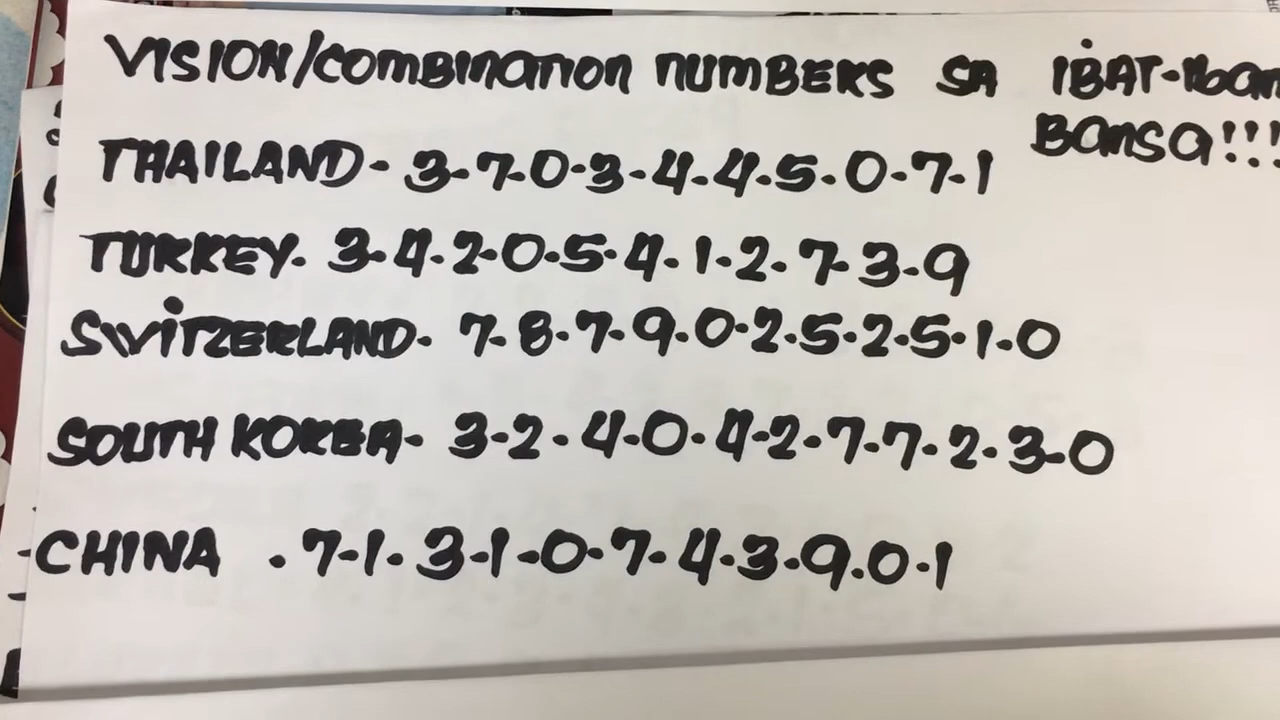 VISION/COMBINATION NUMBERS SA IBAT-Iban
BANSA!!!
THAILAND- 3-7-0-3-4-4-5-0-7-1
TURKEY- 3-4-2-0-5-4-1-2-7-3-9
SWITZERLAND- 7-8-7-9-0-2-5-2-5-1-0
SOUTH KOREA- 3-2-4-0-4-2-7-7-2-3-0
CHINA - 7-1-3-1-0-7-4-3-9-0-1